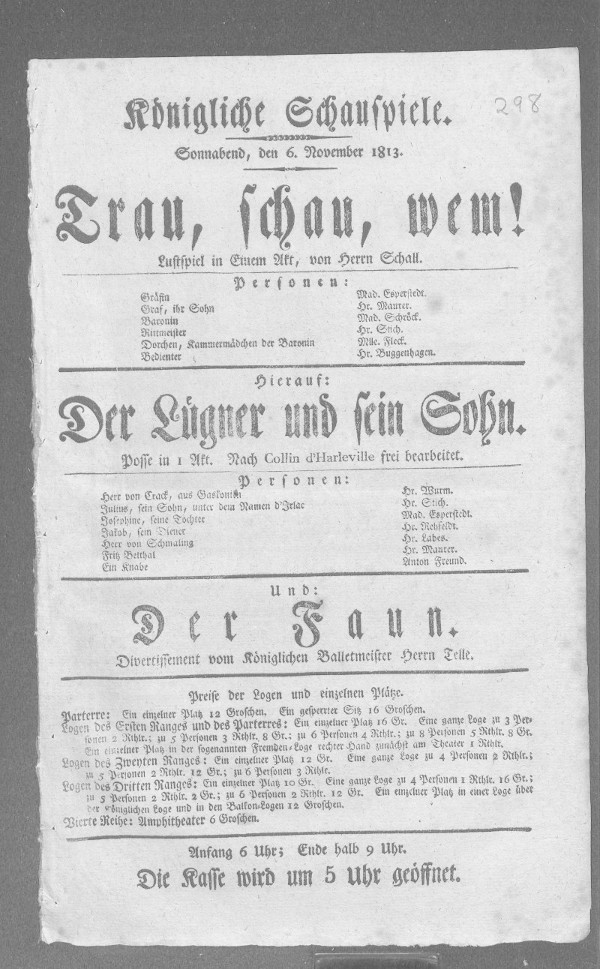 298
Königliche Schauspiele.
Sonnabend, den 6. November 1813.
Trau, schau, wem!
Lustspiel in Einem Akt, von Herrn Schall.
Personen:
Gräfin Mad. Esperstedt.
Graf, ihr Sohn Hr. Maurer.
Baronin Mad. Schröck.
Rittmeister Hr. Stich.
Dorchen, Kammermädchen der Baronin Mlle. Fleck.
Bedienter Hr. Buggenhagen.
Hierauf:
Der Lügner und sein Sohn.
Posse in 1 Akt. Nach Collin d'Harleville frei bearbeitet.
Personen:
Herr von Crack, aus Gaskonien Hr. Wurm.
Julius, sein Sohn, unter dem Namen d'Irlac Hr. Stich.
Josephine, seine Tochter Mad. Esperstedt.
Jakob, sein Diener Hr. Rehfeldt.
Herr von Schmaling Hr. Labes.
Fritz Betthal Hr. Maurer.
Ein Knabe Anton Freund.
Und:
Der Faun.
Divertissement vom Königlichen Balletmeister Herrn Telle.
Preise der Logen und einzelnen Plätze.
Parterre: Ein einzelner Platz 12 Groschen. Ein gesperrter Sitz 16 Groschen.
Logen des Ersten Ranges und des Parterres: Ein einzelner Platz 16 Gr. Eine ganze Loge zu 3 Per-
sonen 2 Rthlr.; zu 5 Personen 3 Rthlr. 8 Gr.; zu 6 Personen 4 Rthlr.; zu 8 Personen 5 Rthlr. 8 Gr.
Ein einzelner Platz in der sogenannten Fremden-Loge rechter Hand zunächst am Theater 1 Rthlr.
Logen des Zweyten Ranges: Ein einzelner Platz 12 Gr. Eine ganze Loge zu 4 Personen 2 Rthlr.;
zu 5 Personen 2 Rthlr. 12 Gr.; zu 6 Personen 3 Rthlr.
Logen des Dritten Ranges: Ein einzelner Platz 10 Gr. Eine ganze Loge zu 4 Personen 1 Rthlr. 16 Gr.;
zu 5 Personen 2 Rthlr. 2 Gr.; zu 6 Personen 2 Rthlr. 12 Gr. Ein einzelner Platz in einer Loge über
der Königlichen Loge und in den Balkon-Logen 12 Groschen.
Vierte Reihe: Amphitheater 6 Groschen.
Anfang 6 Uhr; Ende halb 9 Uhr.
Die Kasse wird um 5 Uhr geöffnet.